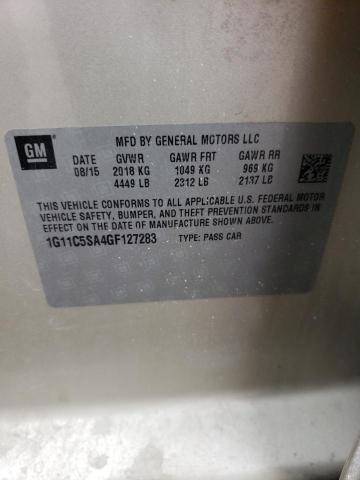 GM
MFD BY GENERAL MOTORS LLC
DATE GVWR GAWR FRT GAWR RR
08/15 2018 KG 1049 KG 969 KG
4449 LB 2312 LB 2137 LB
THIS VEHICLE CONFORMS TO ALL APPLICABLE U.S. FEDERAL MOTOR
VEHICLE SAFETY, BUMPER, AND THEFT PREVENTION STANDARDS
IN EFFECT ON THE DATE OF MANUFACTURE SHOWN ABOVE.
1G11C5SA4GF127283 TYPE: PASS CAR